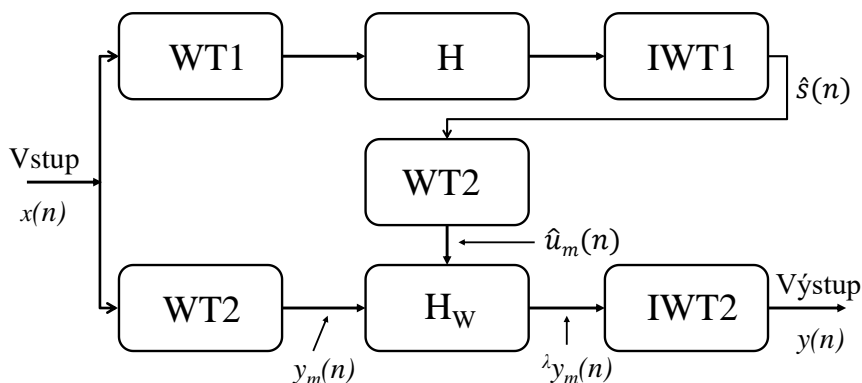 WT1
H
IWT1
ŝ(n)
Vstup
x(n)
WT2
û_m(n)
WT2
H_W
IWT2
Výstup
y(n)
y_m(n)
^λy_m(n)